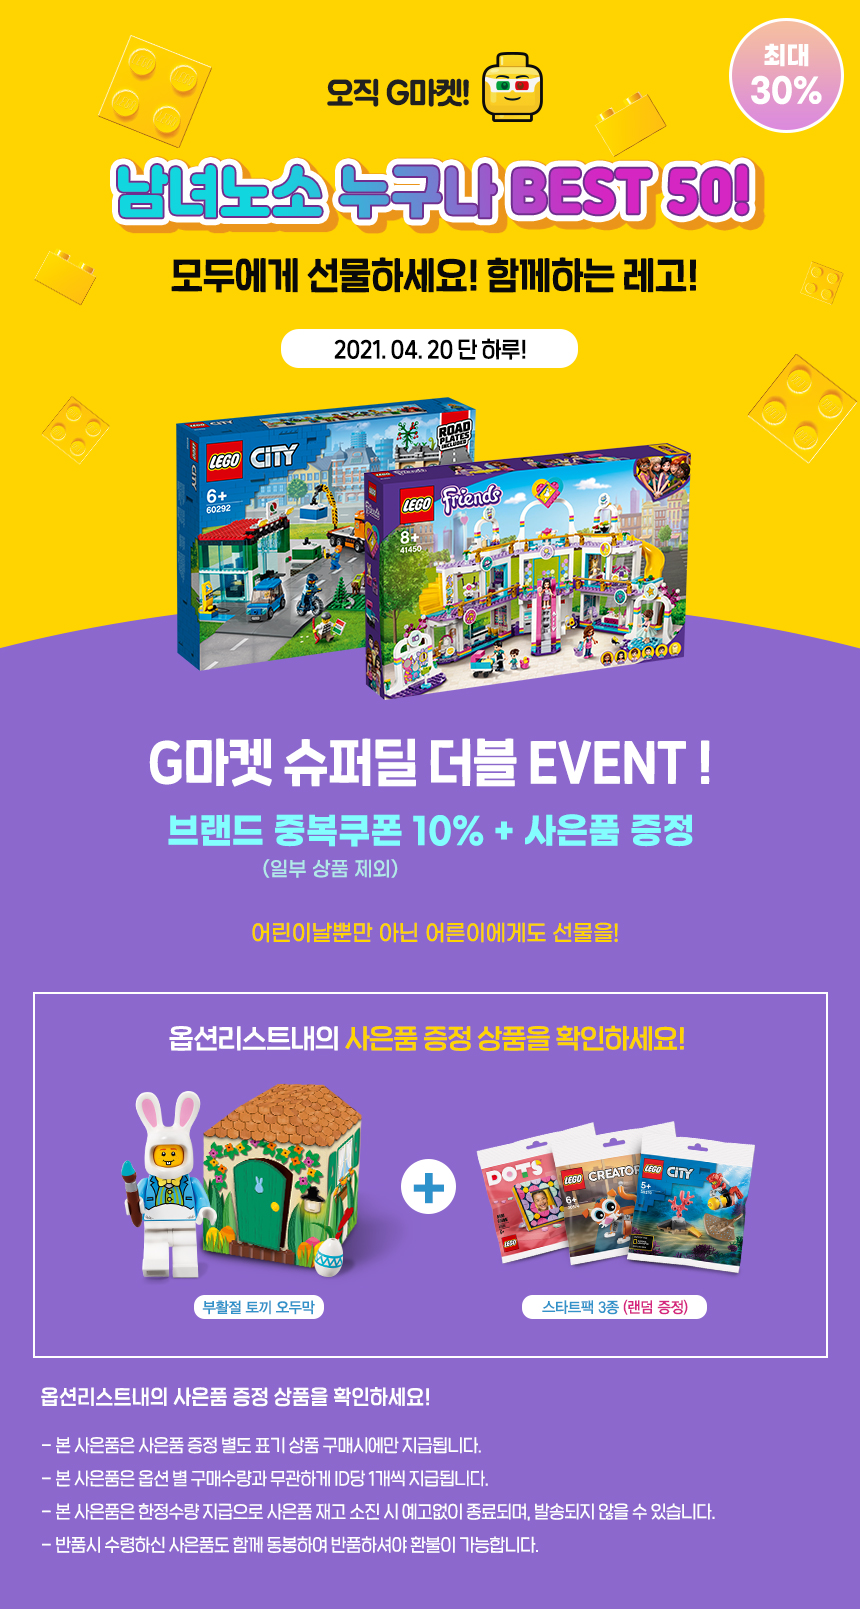 최대
30%
오직 G마켓!
남녀노소 누구나 BEST 50!
모두에게 선물하세요! 함께하는 레고!
2021. 04. 20 단 하루!
LEGO CITY
ROAD
PLATES
INCLUDED
6+
60292
CITY
LEGO Friends
8+
41450
G마켓 슈퍼딜 더블 EVENT !
브랜드 중복쿠폰 10% + 사은품 증정
(일부 상품 제외)
어린이날뿐만 아닌 어른이에게도 선물을!
옵션리스트내의 사은품 증정 상품을 확인하세요!
+
DOTS
LEGO
LEGO CREATOR
6+
LEGO CITY
5+
부활절 토끼 오두막
스타트팩 3종 (랜덤 증정)
옵션리스트내의 사은품 증정 상품을 확인하세요!
- 본 사은품은 사은품 증정 별도 표기 상품 구매시에만 지급됩니다.
- 본 사은품은 옵션 별 구매수량과 무관하게 ID당 1개씩 지급됩니다.
- 본 사은품은 한정수량 지급으로 사은품 재고 소진 시 예고없이 종료되며, 발송되지 않을 수 있습니다.
- 반품시 수령하신 사은품도 함께 동봉하여 반품하셔야 환불이 가능합니다.